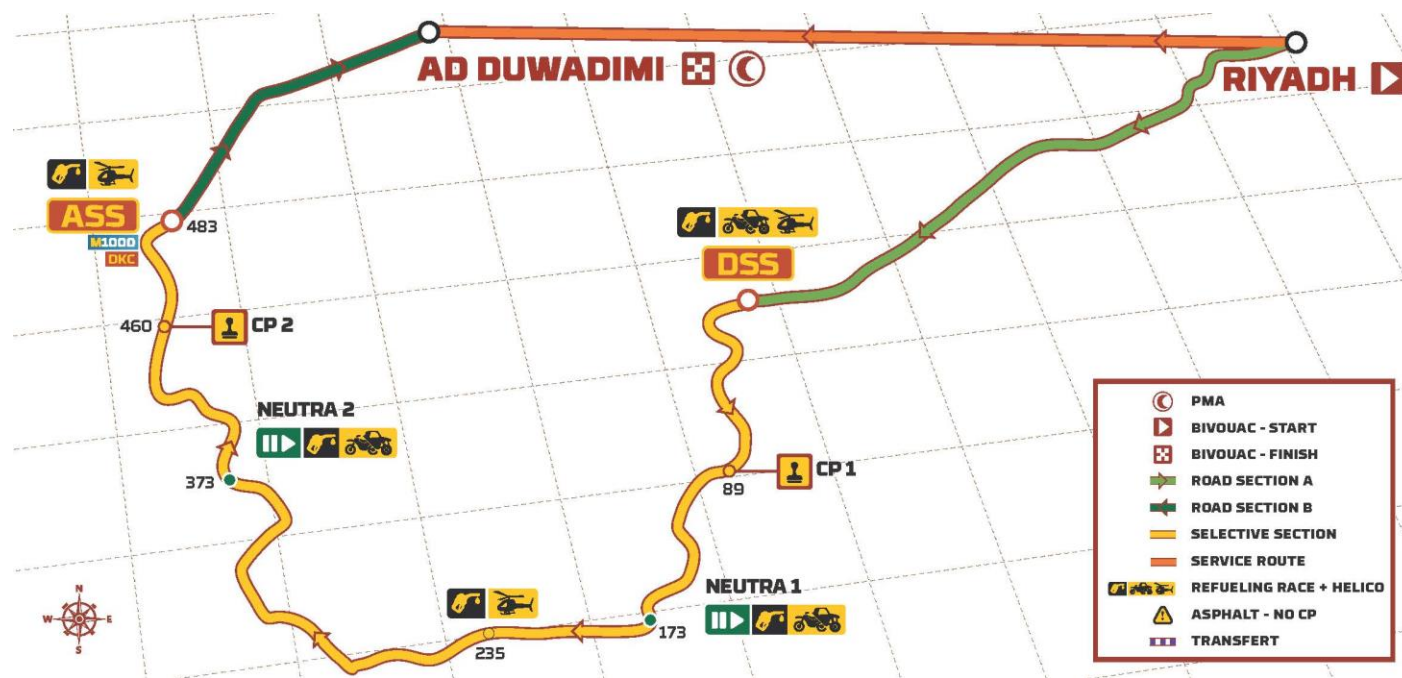 AD DUWADIMI
RIYADH
ASS
M1000
DKC
483
DSS
460
CP 2
NEUTRA 2
373
CP 1
89
NEUTRA 1
173
235
N
W
E
S
PMA
BIVOUAC - START
BIVOUAC - FINISH
ROAD SECTION A
ROAD SECTION B
SELECTIVE SECTION
SERVICE ROUTE
REFUELING RACE + HELICO
ASPHALT - NO CP
TRANSFERT